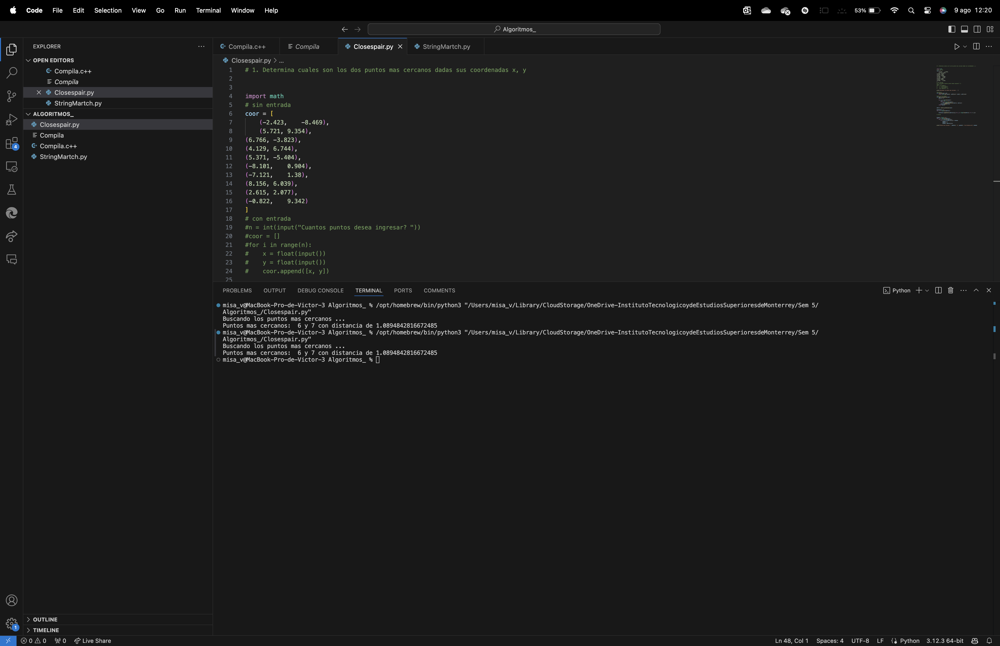 Code File Edit Selection View Go Run Terminal Window Help 53% 9 ago 12:20
Algoritmos_
EXPLORER
OPEN EDITORS
Compila.c++
Compila
Closespair.py
StringMartch.py
ALGORITMOS_
Closespair.py
Compila
Compila.c++
StringMartch.py
4
OUTLINE
TIMELINE
1
Compila.c++ Compila Closespair.py StringMartch.py
Closespair.py > ...
1 # 1. Determina cuales son los dos puntos mas cercanos dadas sus coordenadas x, y
2
3
4 import math
5 # sin entrada
6 coor = [
7 (-2.423, -8.469),
8 (5.721, 9.354),
9 (6.766, -3.823),
10 (4.129, 6.744),
11 (5.371, -5.404),
12 (-8.101, 0.904),
13 (-7.121, 1.38),
14 (8.156, 6.039),
15 (2.615, 2.077),
16 (-0.822, 9.342)
17 ]
18 # con entrada
19 #n = int(input("Cuantos puntos desea ingresar? "))
20 #coor = []
21 #for i in range(n):
22 # x = float(input())
23 # y = float(input())
24 # coor.append([x, y])
25
PROBLEMS OUTPUT DEBUG CONSOLE TERMINAL PORTS COMMENTS Python
misa_v@MacBook-Pro-de-Victor-3 Algoritmos_ % /opt/homebrew/bin/python3 "/Users/misa_v/Library/CloudStorage/OneDrive-InstitutoTecnologicoydeEstudiosSuperioresdeMonterrey/Sem 5/
Algoritmos_/Closespair.py"
Buscando los puntos mas cercanos ...
Puntos mas cercanos:  6 y 7 con distancia de 1.0894842816672485
misa_v@MacBook-Pro-de-Victor-3 Algoritmos_ % /opt/homebrew/bin/python3 "/Users/misa_v/Library/CloudStorage/OneDrive-InstitutoTecnologicoydeEstudiosSuperioresdeMonterrey/Sem 5/
Algoritmos_/Closespair.py"
Buscando los puntos mas cercanos ...
Puntos mas cercanos:  6 y 7 con distancia de 1.0894842816672485
misa_v@MacBook-Pro-de-Victor-3 Algoritmos_ %
0 0 0 Live Share Ln 48, Col 1 Spaces: 4 UTF-8 LF Python 3.12.3 64-bit